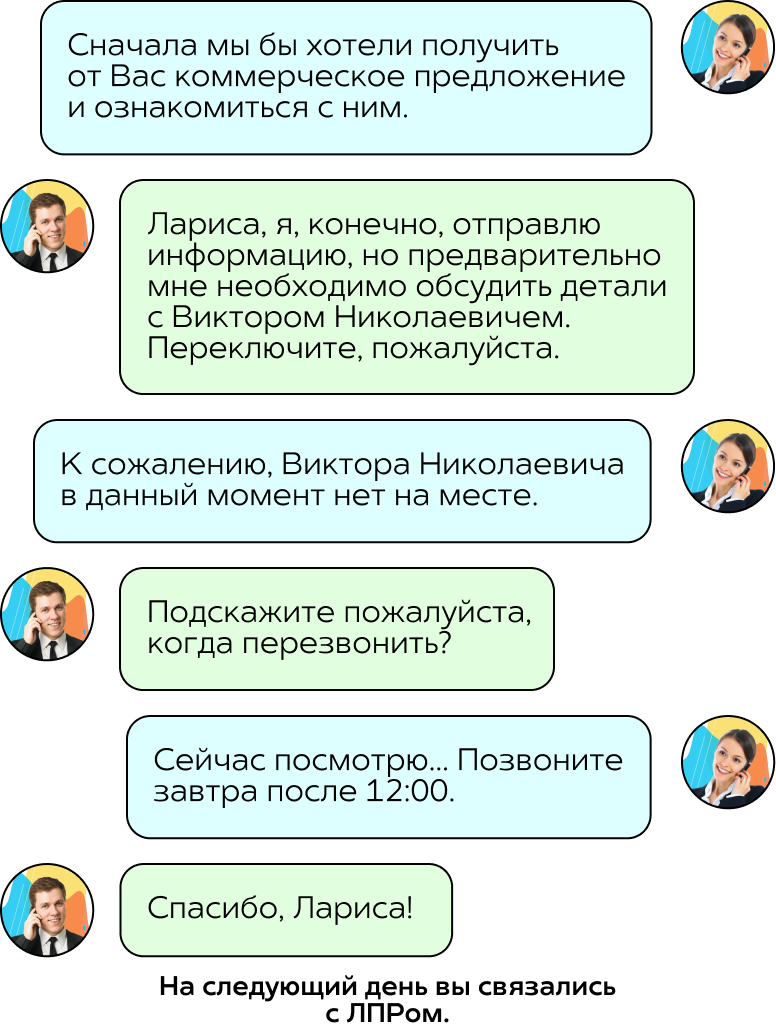 Сначала мы бы хотели получить
от Вас коммерческое предложение
и ознакомиться с ним.
Лариса, я, конечно, отправлю
информацию, но предварительно
мне необходимо обсудить детали
с Виктором Николаевичем.
Переключите, пожалуйста.
К сожалению, Виктора Николаевича
в данный момент нет на месте.
Подскажите пожалуйста,
когда перезвонить?
Сейчас посмотрю... Позвоните
завтра после 12:00.
Спасибо, Лариса!
На следующий день вы связались
с ЛПРом.